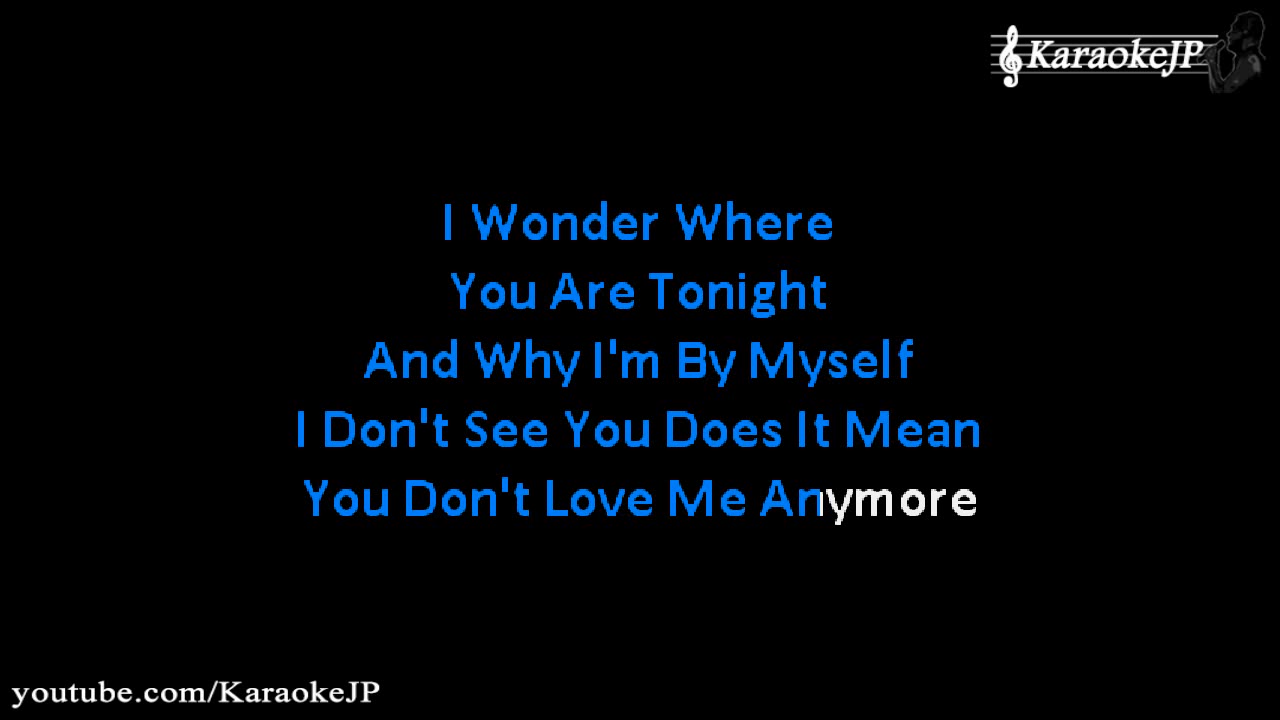 KaraokeJP
I Wonder Where
You Are Tonight
And Why I'm By Myself
I Don't See You Does It Mean
You Don't Love Me Anymore
youtube.com/KaraokeJP